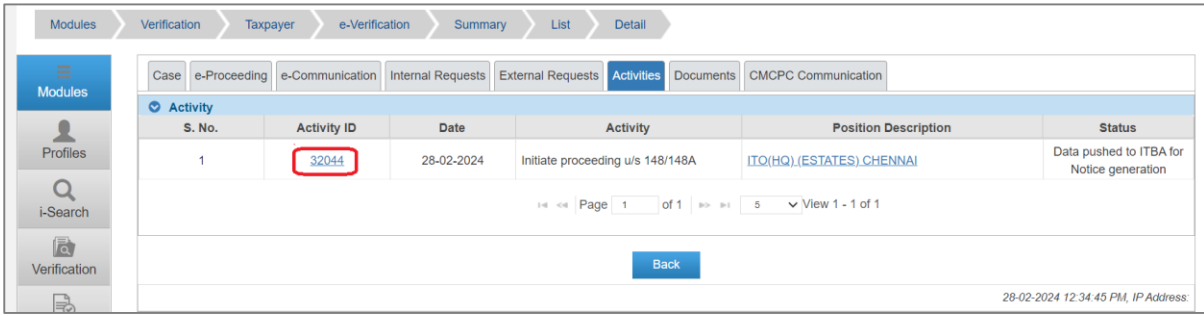 Modules Verification Taxpayer e-Verification Summary List Detail
Modules
Profiles
i-Search
Verification
Case e-Proceeding e-Communication Internal Requests External Requests Activities Documents CMCPC Communication
Activity
S. No. Activity ID Date Activity Position Description Status
1 32044 28-02-2024 Initiate proceeding u/s 148/148A ITO(HQ) (ESTATES) CHENNAI Data pushed to ITBA for
Notice generation
Page 1 of 1 5 View 1 - 1 of 1
Back
28-02-2024 12:34:45 PM, IP Address: